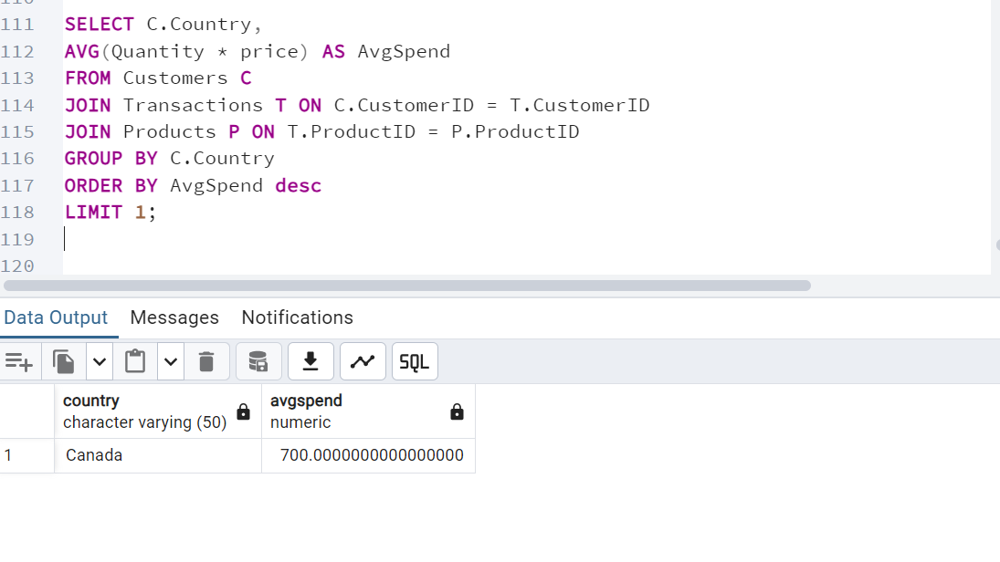 110
111 SELECT C.Country,
112 AVG(Quantity * price) AS AvgSpend
113 FROM Customers C
114 JOIN Transactions T ON C.CustomerID = T.CustomerID
115 JOIN Products P ON T.ProductID = P.ProductID
116 GROUP BY C.Country
117 ORDER BY AvgSpend desc
118 LIMIT 1;
119
120
Data Output Messages Notifications
SQL
country avgspend
character varying (50) numeric
1 Canada 700.0000000000000000